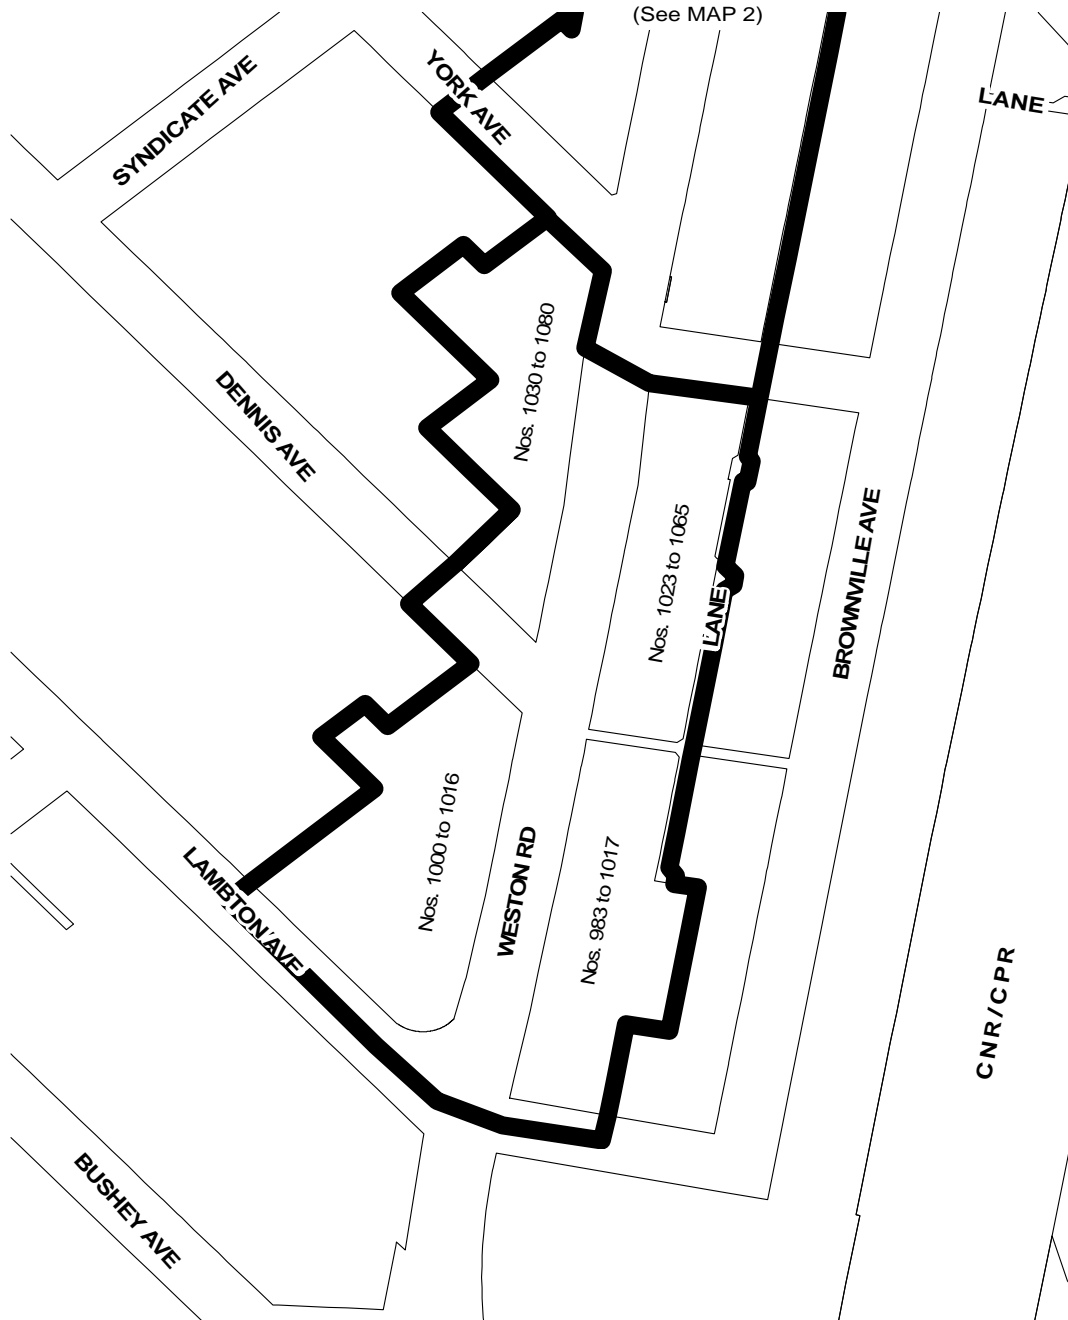 (See MAP 2)
SYNDICATE AVE
YORK AVE
LANE
Nos. 1030 to 1080
DENNIS AVE
Nos. 1023 to 1065
BROWNVILLE AVE
LANE
Nos. 1000 to 1016
WESTON RD
Nos. 983 to 1017
LAMBTON AVE
CNR/CPR
BUSHEY AVE